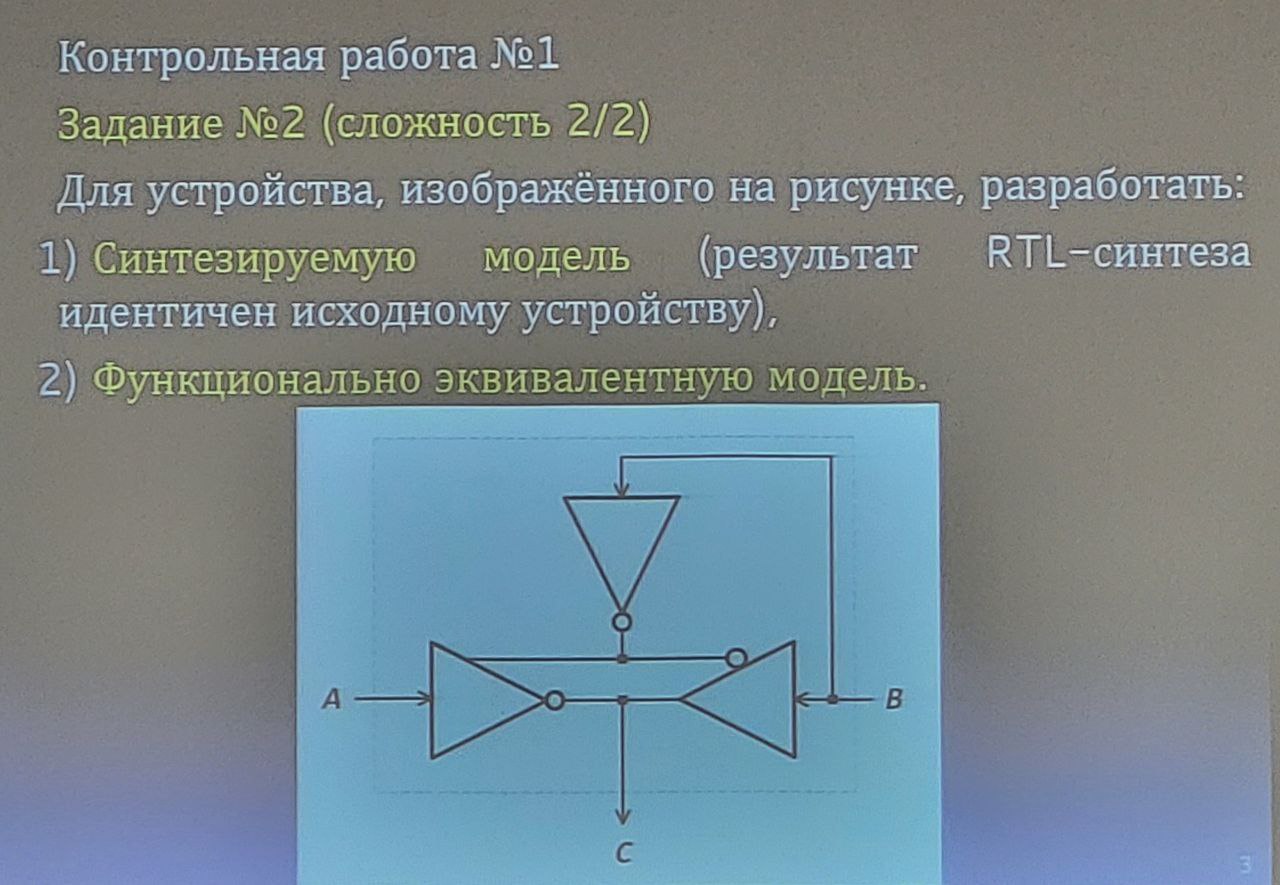 Контрольная работа №1
Задание №2 (сложность 2/2)
Для устройства, изображённого на рисунке, разработать:
1) Синтезируемую модель (результат RTL-синтеза
идентичен исходному устройству),
2) Функционально эквивалентную модель.
A
B
C
3